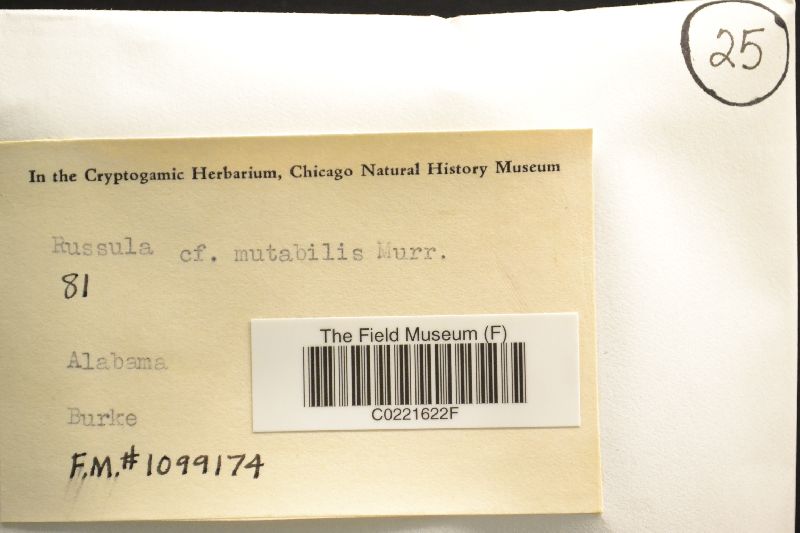 25
In the Cryptogamic Herbarium, Chicago Natural History Museum
Russula cf. mutabilis Murr.
81
The Field Museum (F)
C0221622F
Alabama
Burke
F.M.# 1099174